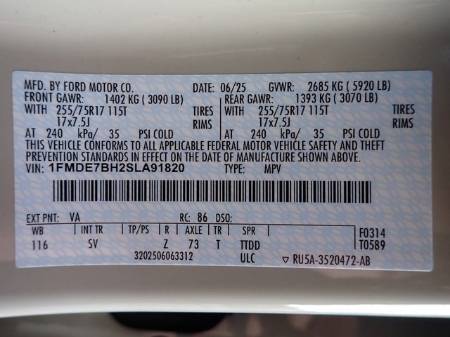 MFD. BY FORD MOTOR CO. DATE: 06/25 GVWR: 2685 KG ( 5920 LB)
FRONT GAWR: 1402 KG ( 3090 LB) REAR GAWR: 1393 KG ( 3070 LB)
WITH 255/75R17 115T TIRES WITH 255/75R17 115T TIRES
17x7.5J RIMS 17x7.5J RIMS
AT 240 kPa/ 35 PSI COLD AT 240 kPa/ 35 PSI COLD
THIS VEHICLE CONFORMS TO ALL APPLICABLE FEDERAL MOTOR VEHICLE
SAFETY AND THEFT PREVENTION STANDARDS IN EFFECT ON THE DATE OF MANUFACTURE SHOWN ABOVE.
VIN: 1FMDE7BH2SLA91820 TYPE: MPV
EXT PNT: VA RC: 86 DSO:
WB INT TR TP/PS R AXLE TR SPR F0314
116 SV Z 73 T TTDD T0589
3202506063312 ULC ▽ RU5A-3520472-AB